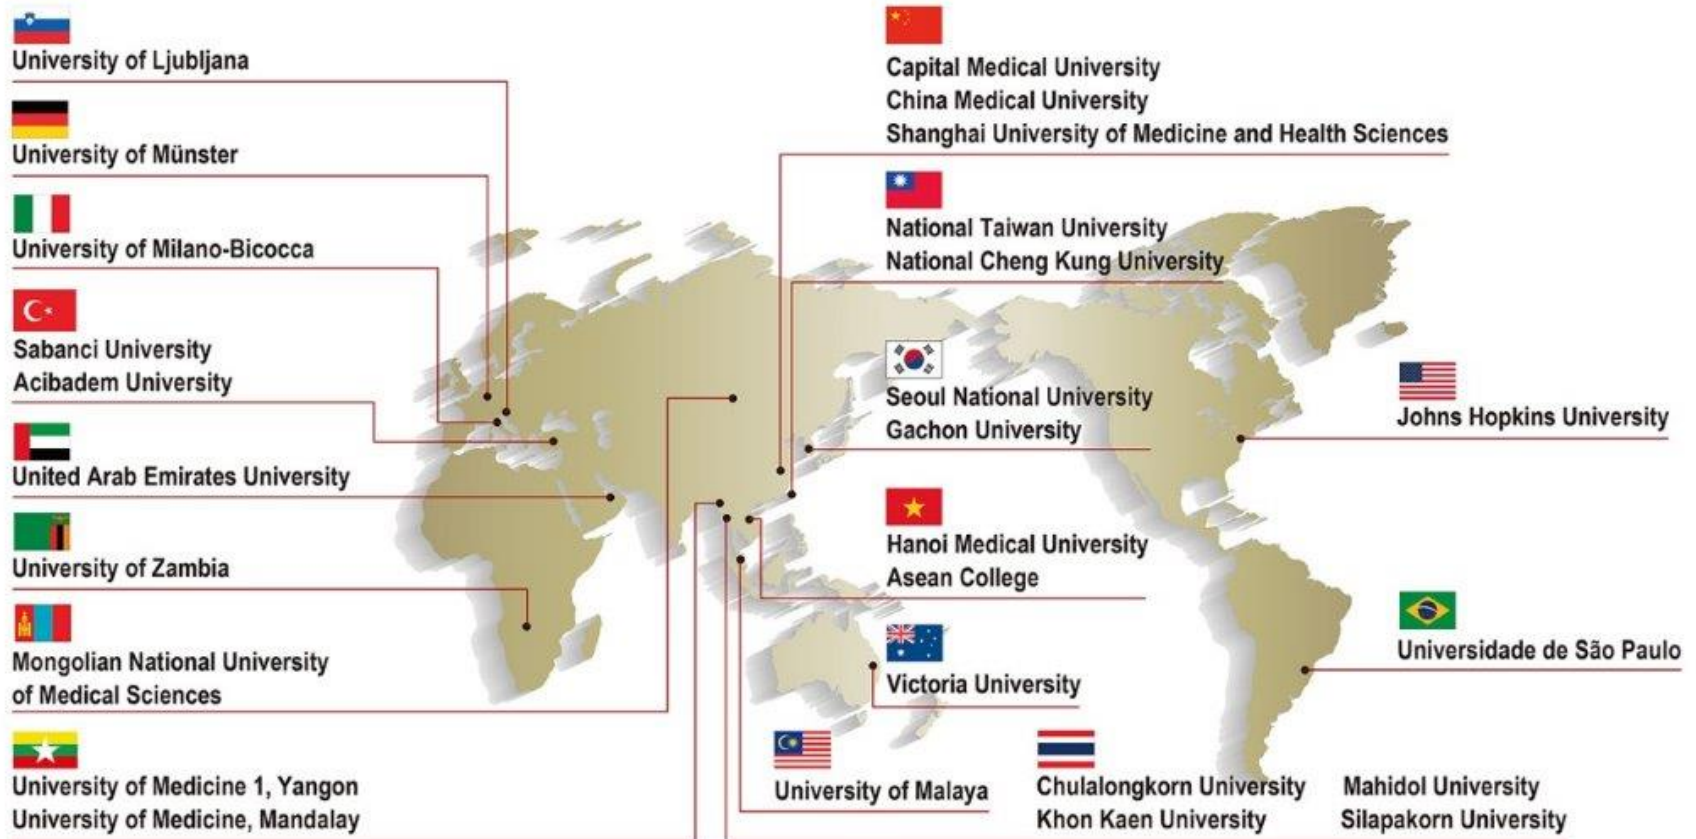 University of Ljubljana
University of Münster
University of Milano-Bicocca
Sabanci University
Acibadem University
United Arab Emirates University
University of Zambia
Mongolian National University
of Medical Sciences
University of Medicine 1, Yangon
University of Medicine, Mandalay
Capital Medical University
China Medical University
Shanghai University of Medicine and Health Sciences
National Taiwan University
National Cheng Kung University
Seoul National University
Gachon University
Hanoi Medical University
Asean College
Victoria University
University of Malaya
Chulalongkorn University
Khon Kaen University
Mahidol University
Silapakorn University
Johns Hopkins University
Universidade de São Paulo